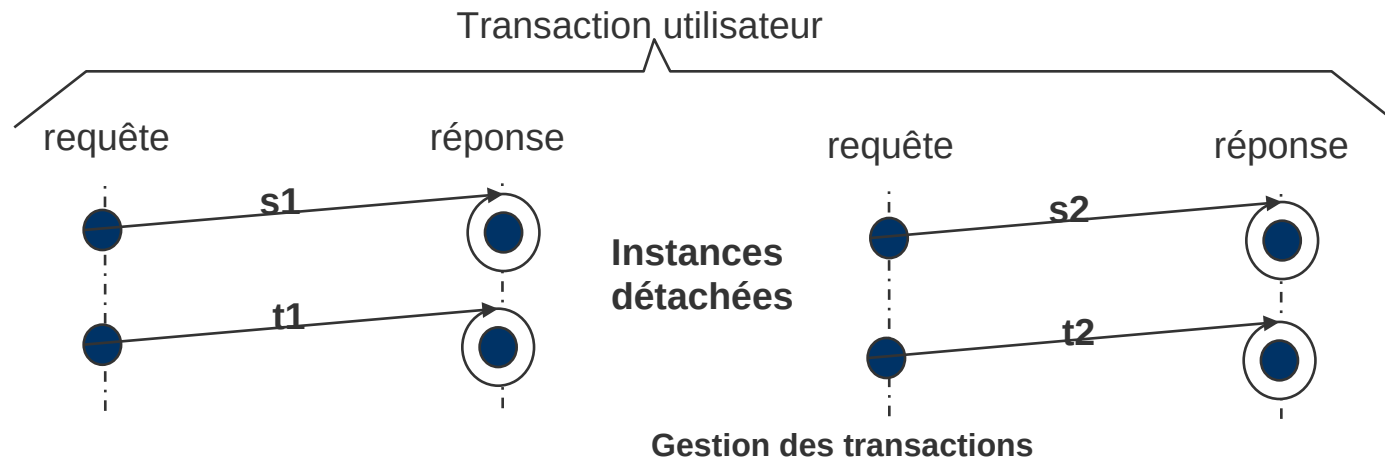 Transaction utilisateur
requête
réponse
requête
réponse
s1
s2
Instances
détachées
t1
t2
Gestion des transactions